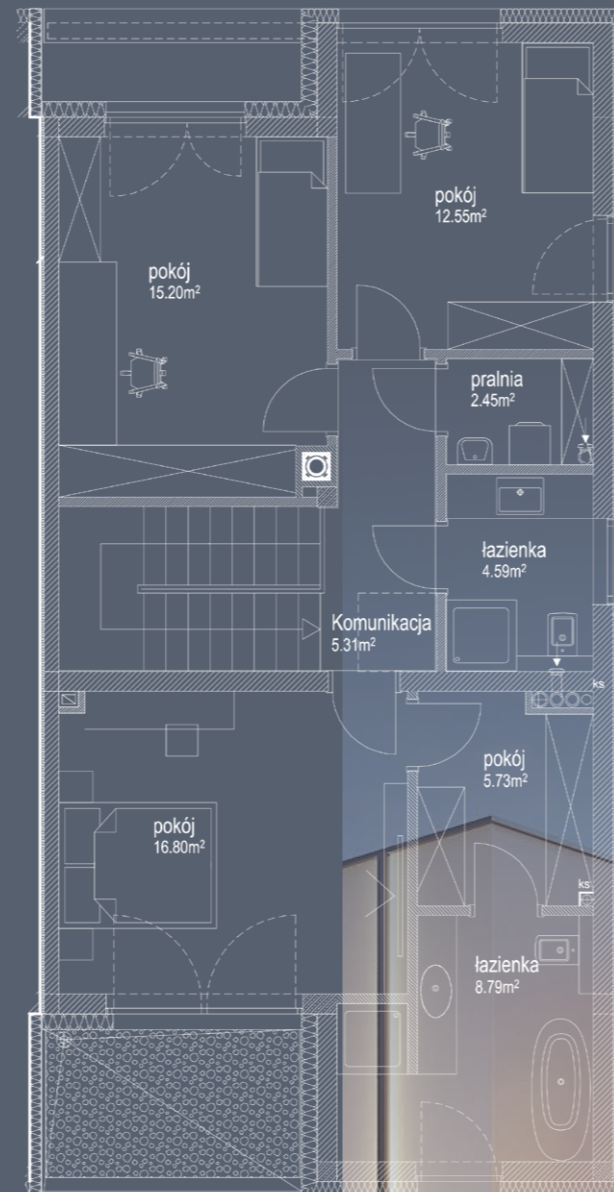 pokój
12.55m²
pokój
15.20m²
pralnia
2.45m²
łazienka
4.59m²
Komunikacja
5.31m²
ks
pokój
5.73m²
pokój
16.80m²
ks
łazienka
8.79m²